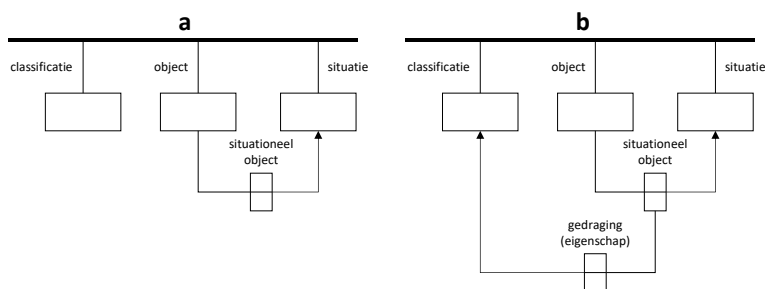 a
classificatie
object
situatie
situationeel
object
b
classificatie
object
situatie
situationeel
object
gedraging
(eigenschap)